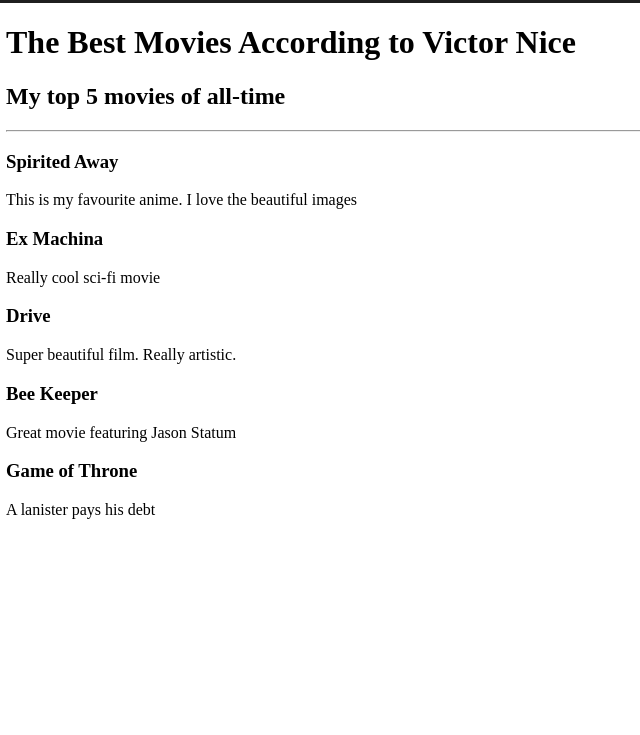 The Best Movies According to Victor Nice
My top 5 movies of all-time
Spirited Away
This is my favourite anime. I love the beautiful images
Ex Machina
Really cool sci-fi movie
Drive
Super beautiful film. Really artistic.
Bee Keeper
Great movie featuring Jason Statum
Game of Throne
A lanister pays his debt